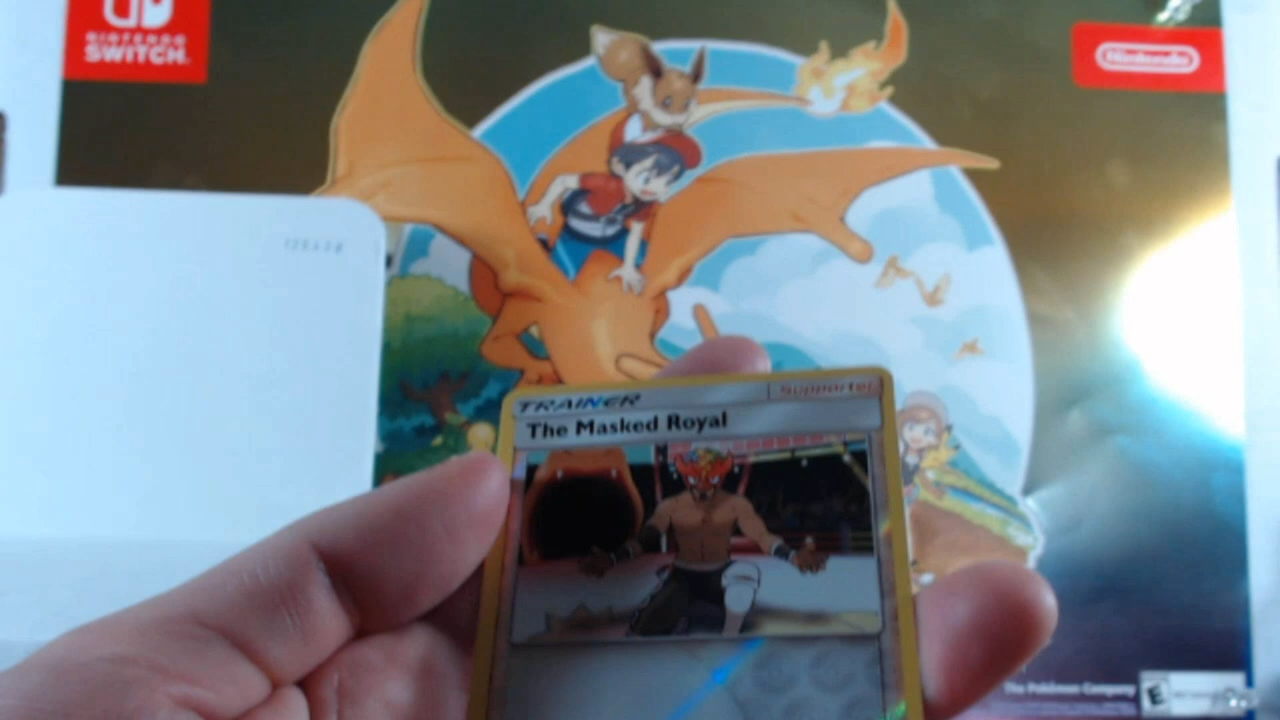 NINTENDO
SWITCH
Nintendo
TRAINER
Supporter
The Masked Royal
The Pokémon Company
E